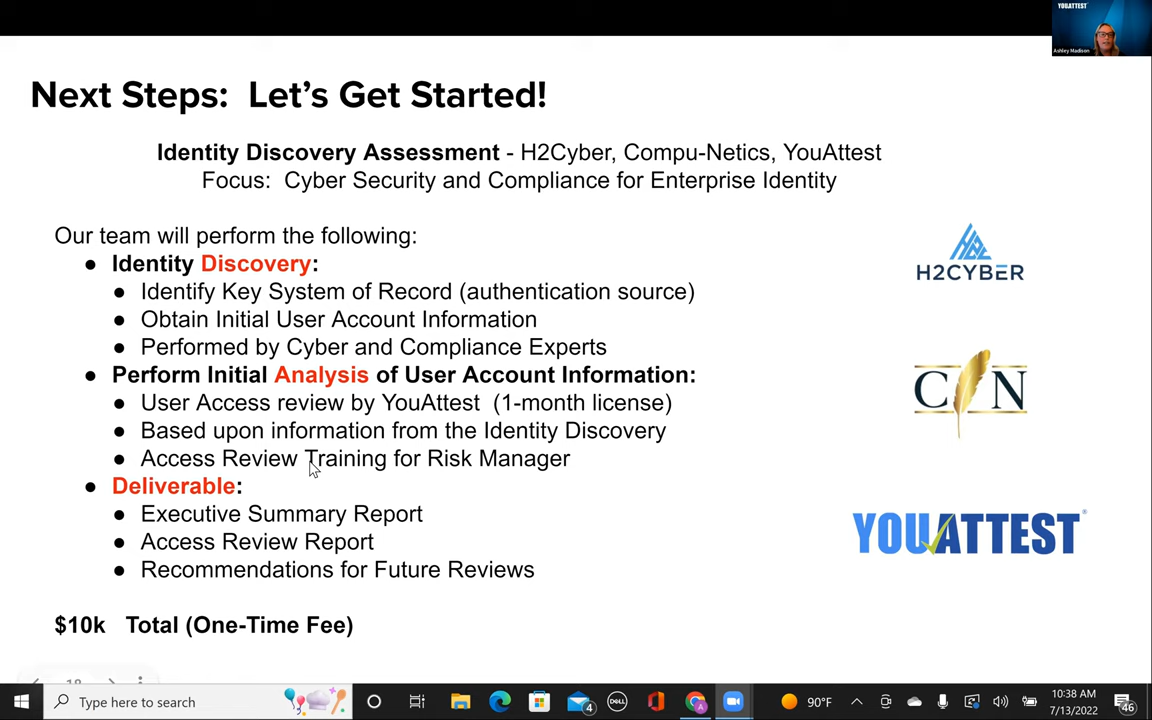 YOUATTEST
Ashley Madison
Next Steps: Let's Get Started!
Identity Discovery Assessment - H2Cyber, Compu-Netics, YouAttest
Focus: Cyber Security and Compliance for Enterprise Identity
Our team will perform the following:
● Identity Discovery:
● Identify Key System of Record (authentication source)
● Obtain Initial User Account Information
● Performed by Cyber and Compliance Experts
● Perform Initial Analysis of User Account Information:
● User Access review by YouAttest (1-month license)
● Based upon information from the Identity Discovery
● Access Review Training for Risk Manager
● Deliverable:
● Executive Summary Report
● Access Review Report
● Recommendations for Future Reviews
$10k Total (One-Time Fee)
H2CYBER
C N
YOUATTEST®
Type here to search
4
DELL
90°F
10:38 AM
7/13/2022
46